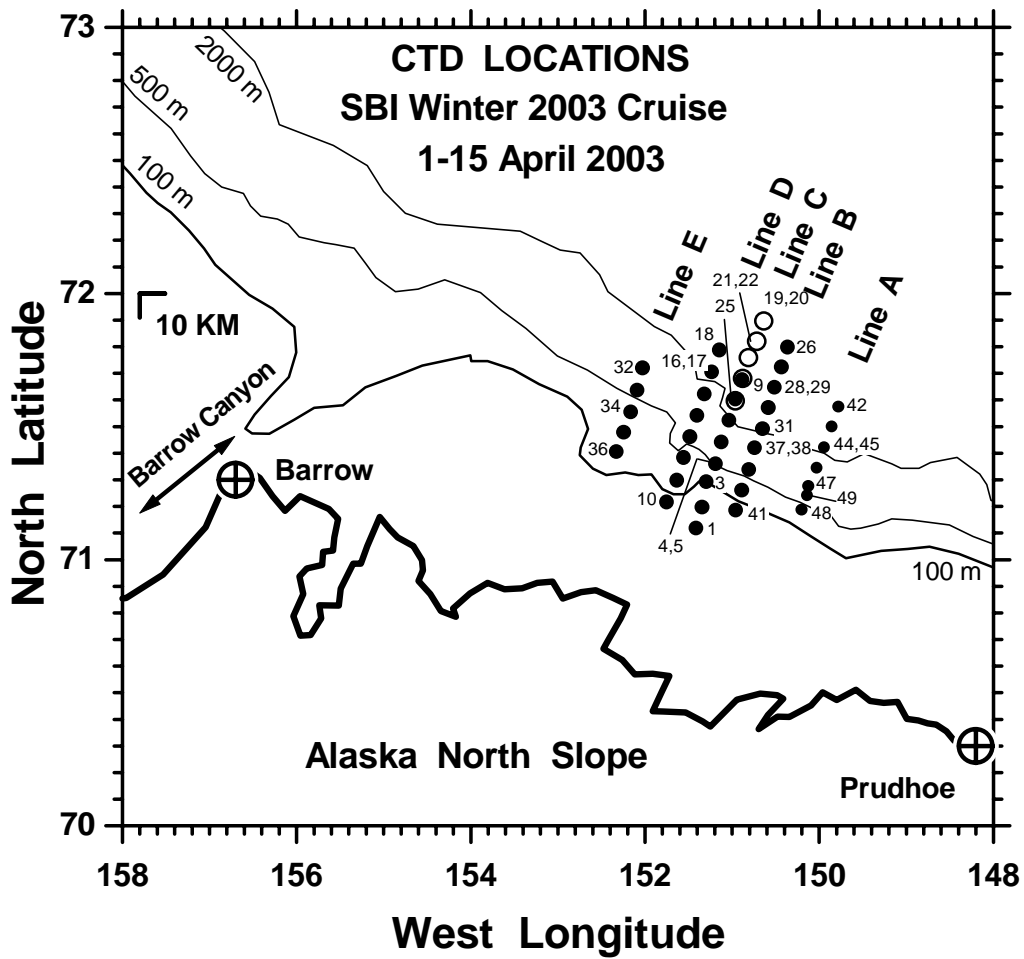 CTD LOCATIONS
SBI Winter 2003 Cruise
1-15 April 2003
2000 m
500 m
100 m
10 KM
Barrow Canyon
Barrow
Line E
Line D
Line C
Line B
Line A
21,22
19,20
25
18
16,17
9
26
32
28,29
34
31
42
36
37,38
44,45
3
47
10
49
48
41
1
4,5
100 m
Alaska North Slope
Prudhoe
73
72
71
70
North Latitude
158
156
154
152
150
148
West Longitude